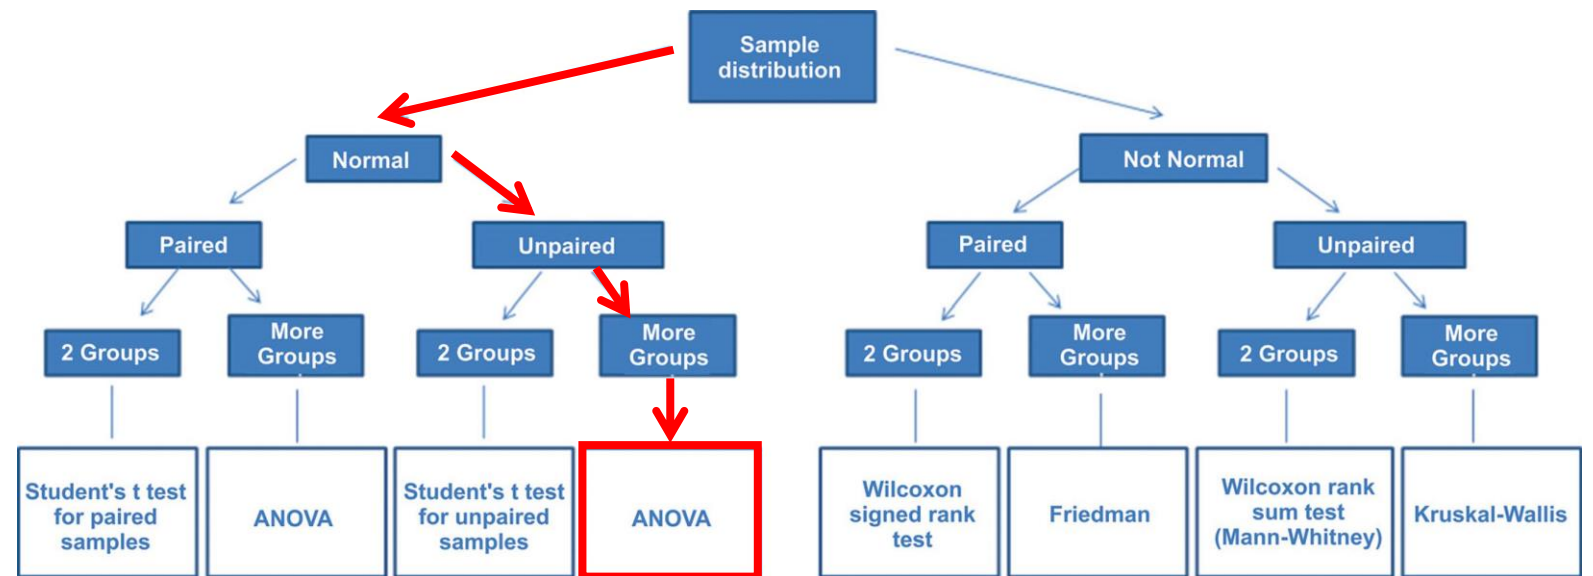 Sample
distribution
Normal
Not Normal
Paired
Unpaired
Paired
Unpaired
2 Groups
More
Groups
2 Groups
More
Groups
2 Groups
More
Groups
2 Groups
More
Groups
Student's t test
for paired
samples
ANOVA
Student's t test
for unpaired
samples
ANOVA
Wilcoxon
signed rank
test
Friedman
Wilcoxon rank
sum test
(Mann-Whitney)
Kruskal-Wallis